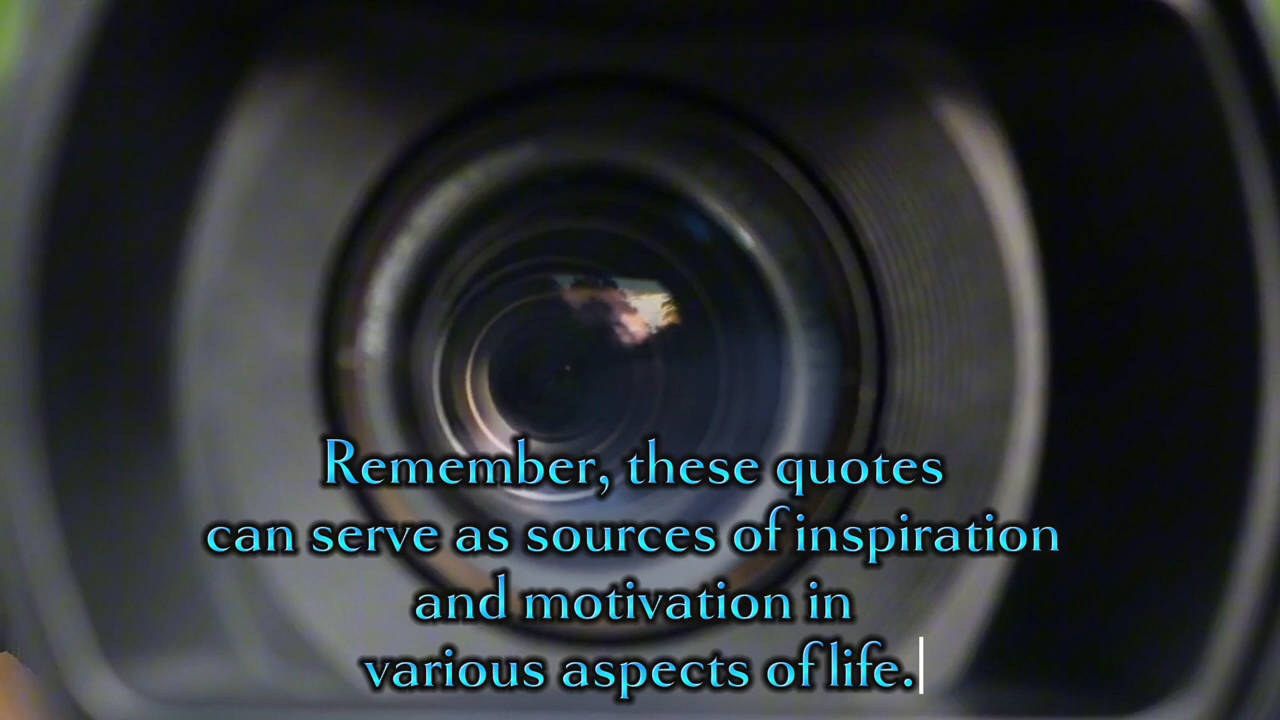 Remember, these quotes
can serve as sources of inspiration
and motivation in
various aspects of life.